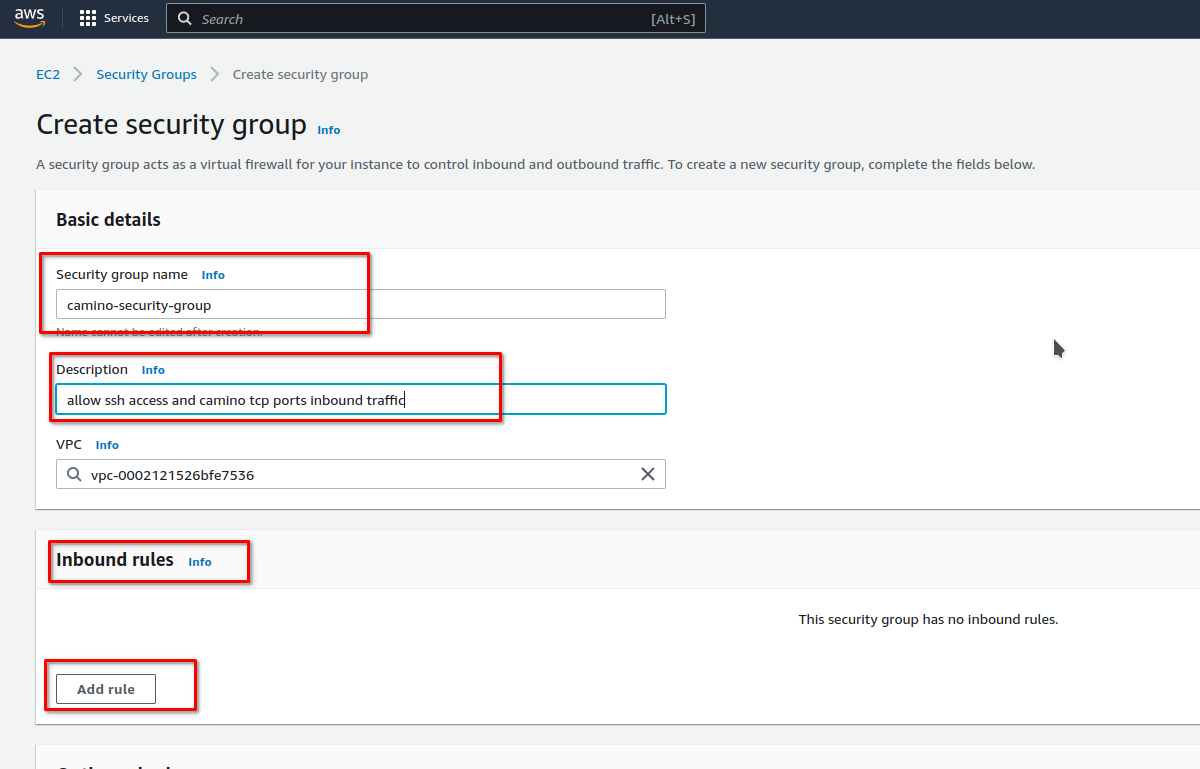 aws Services Search [Alt+S]
EC2 > Security Groups > Create security group
Create security group Info
A security group acts as a virtual firewall for your instance to control inbound and outbound traffic. To create a new security group, complete the fields below.
Basic details
Security group name Info
camino-security-group
Name cannot be edited after creation.
Description Info
allow ssh access and camino tcp ports inbound traffic
VPC Info
vpc-0002121526bfe7536
Inbound rules Info
This security group has no inbound rules.
Add rule